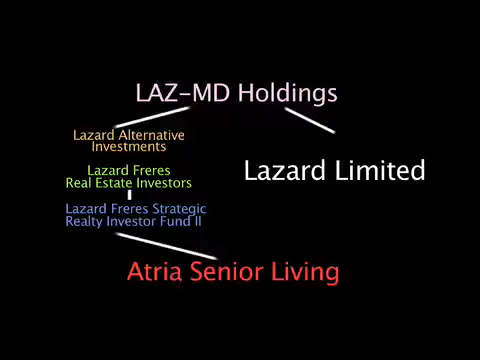 LAZ-MD Holdings
Lazard Alternative
Investments
Lazard Limited
Lazard Freres
Real Estate Investors
Lazard Freres Strategic
Realty Investor Fund II
Atria Senior Living